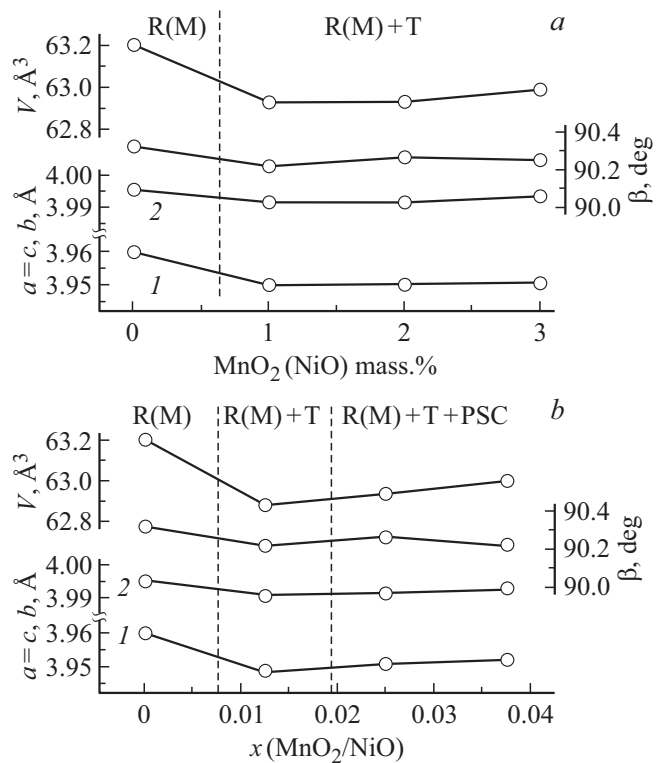 R(M) R(M)+T a
63.2
63.0
62.8
V, Å³
90.4
90.2
90.0
β, deg
4.00
3.99
3.96
3.95
a=c, b, Å
2
1
0 1 2 3
MnO₂(NiO) mass.%
R(M) R(M)+T R(M)+T+PSC b
63.2
63.0
62.8
V, Å³
90.4
90.2
90.0
β, deg
4.00
3.99
3.96
3.95
a=c, b, Å
2
1
0 0.01 0.02 0.03 0.04
x(MnO₂/NiO)